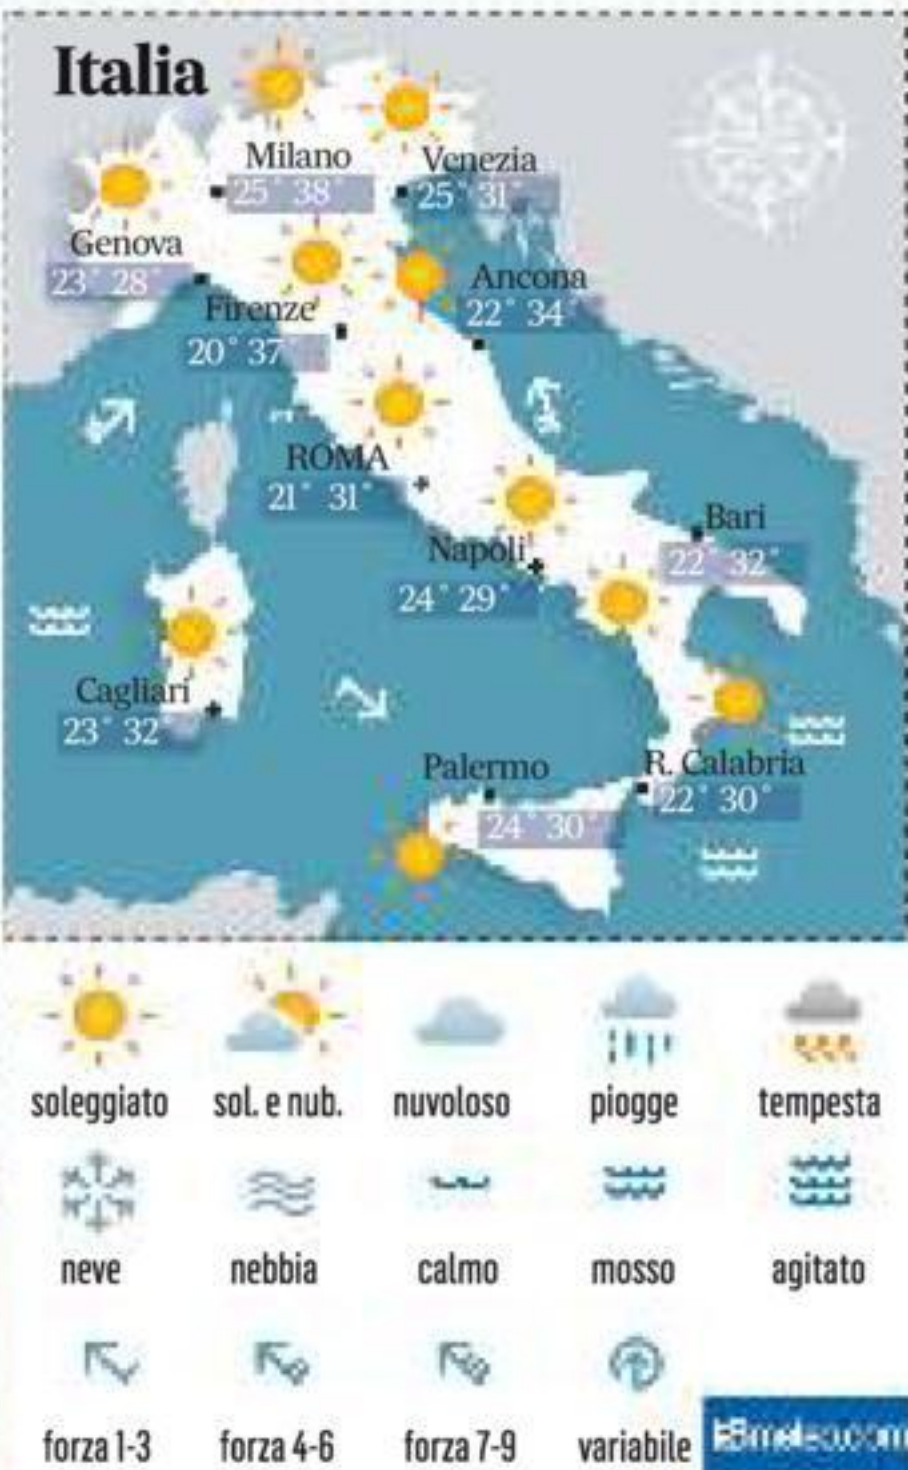 Italia
Milano
25° 38°
Venezia
25° 31°
Genova
23° 28°
Firenze
20° 37
Ancona
22° 34°
ROMA
21° 31°
Napoli
24° 29°
Bari
22° 32°
Cagliari
23° 32°
Palermo
24° 30°
R. Calabria
22° 30°
soleggiato sol. e nub. nuvoloso piogge tempesta
neve nebbia calmo mosso agitato
forza 1-3 forza 4-6 forza 7-9 variabile